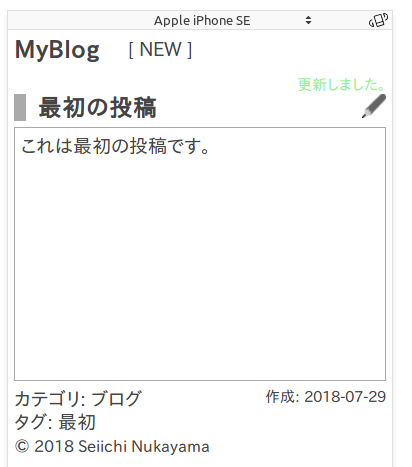 Apple iPhone SE
MyBlog [ NEW ]
更新しました。
最初の投稿
これは最初の投稿です。
カテゴリ: ブログ 作成: 2018-07-29
タグ: 最初
© 2018 Seiichi Nukayama